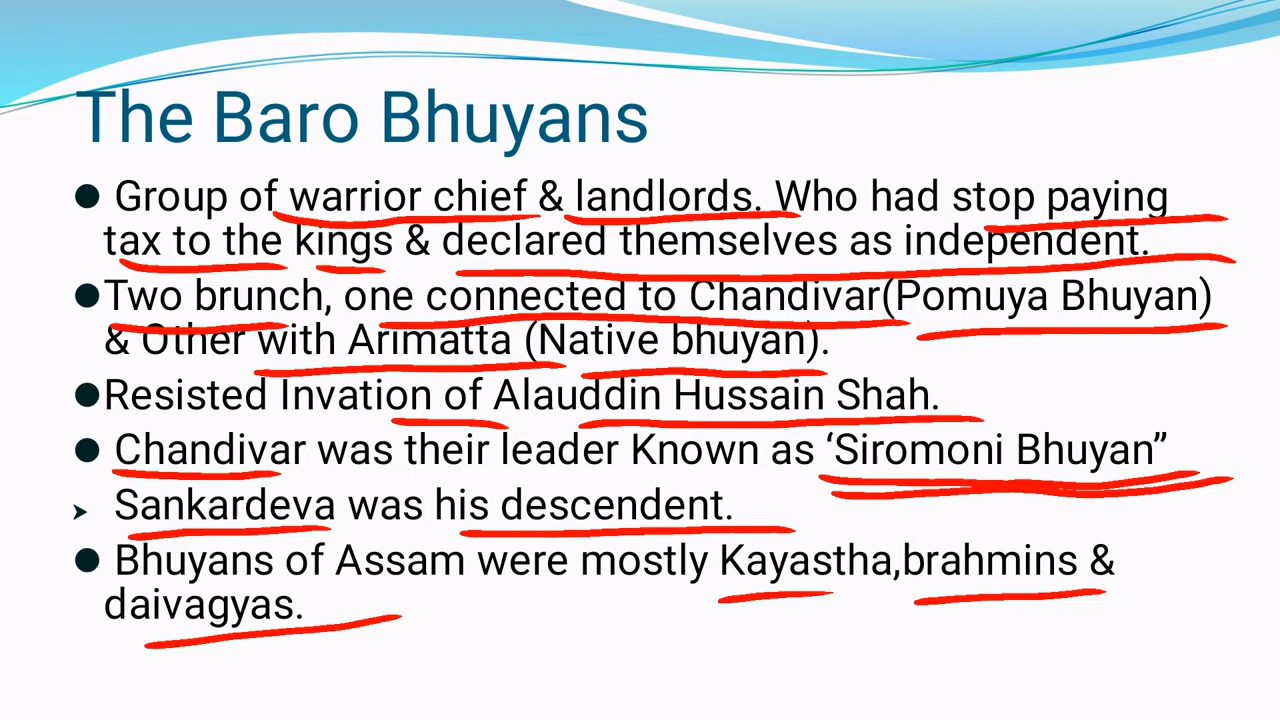 The Baro Bhuyans
● Group of warrior chief & landlords. Who had stop paying
tax to the kings & declared themselves as independent.
●Two brunch, one connected to Chandivar(Pomuya Bhuyan)
& Other with Arimatta (Native bhuyan).
●Resisted Invation of Alauddin Hussain Shah.
● Chandivar was their leader Known as ‘Siromoni Bhuyan”
➤ Sankardeva was his descendent.
● Bhuyans of Assam were mostly Kayastha,brahmins &
daivagyas.